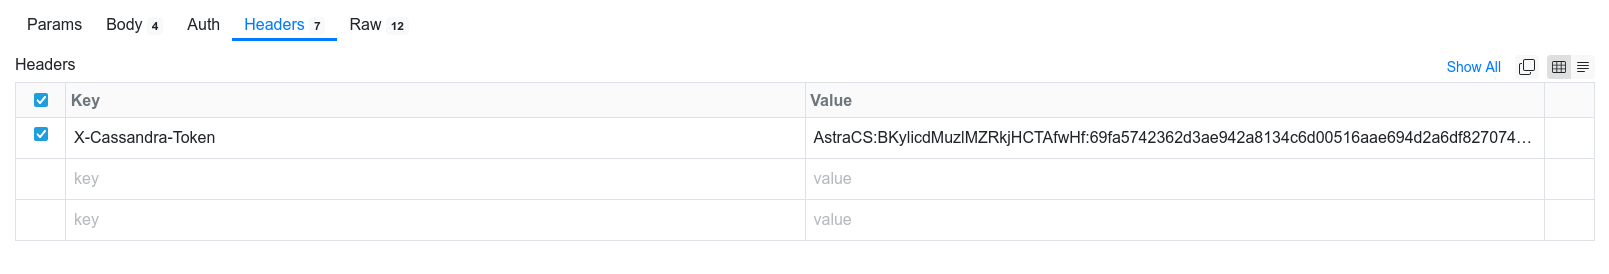 Params Body 4 Auth Headers 7 Raw 12
Headers Show All
Key Value
X-Cassandra-Token AstraCS:BKylicdMuzlMZRkjHCTAfwHf:69fa5742362d3ae942a8134c6d00516aae694d2a6df827074…
key value
key value